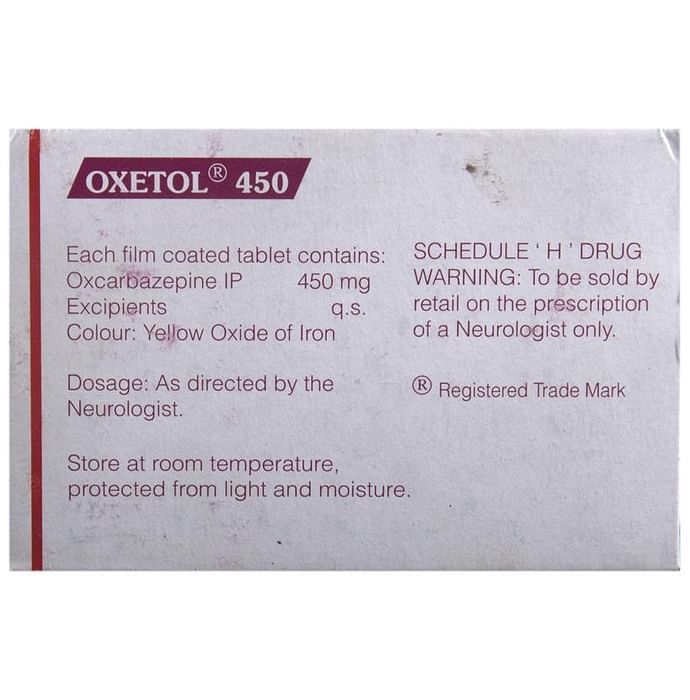 OXETOL® 450
Each film coated tablet contains:
Oxcarbazepine IP 450 mg
Excipients q.s.
Colour: Yellow Oxide of Iron
Dosage: As directed by the
Neurologist.
Store at room temperature,
protected from light and moisture.
SCHEDULE ‘ H ’ DRUG
WARNING: To be sold by
retail on the prescription
of a Neurologist only.
® Registered Trade Mark